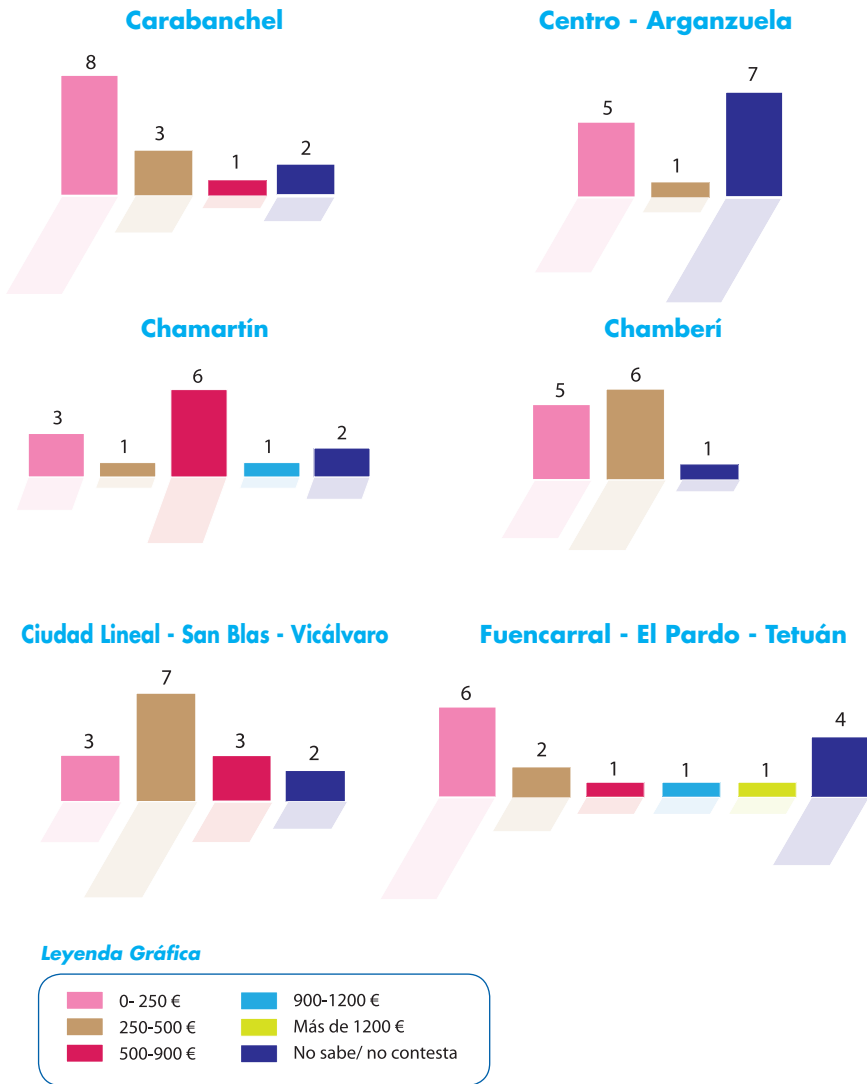 Carabanchel
8
3
1
2
Centro - Arganzuela
5
1
7
Chamartín
3
1
6
1
2
Chamberí
5
6
1
Ciudad Lineal - San Blas - Vicálvaro
3
7
3
2
Fuencarral - El Pardo - Tetuán
6
2
1
1
1
4
Leyenda Gráfica
0- 250 €
250-500 €
500-900 €
900-1200 €
Más de 1200 €
No sabe/ no contesta